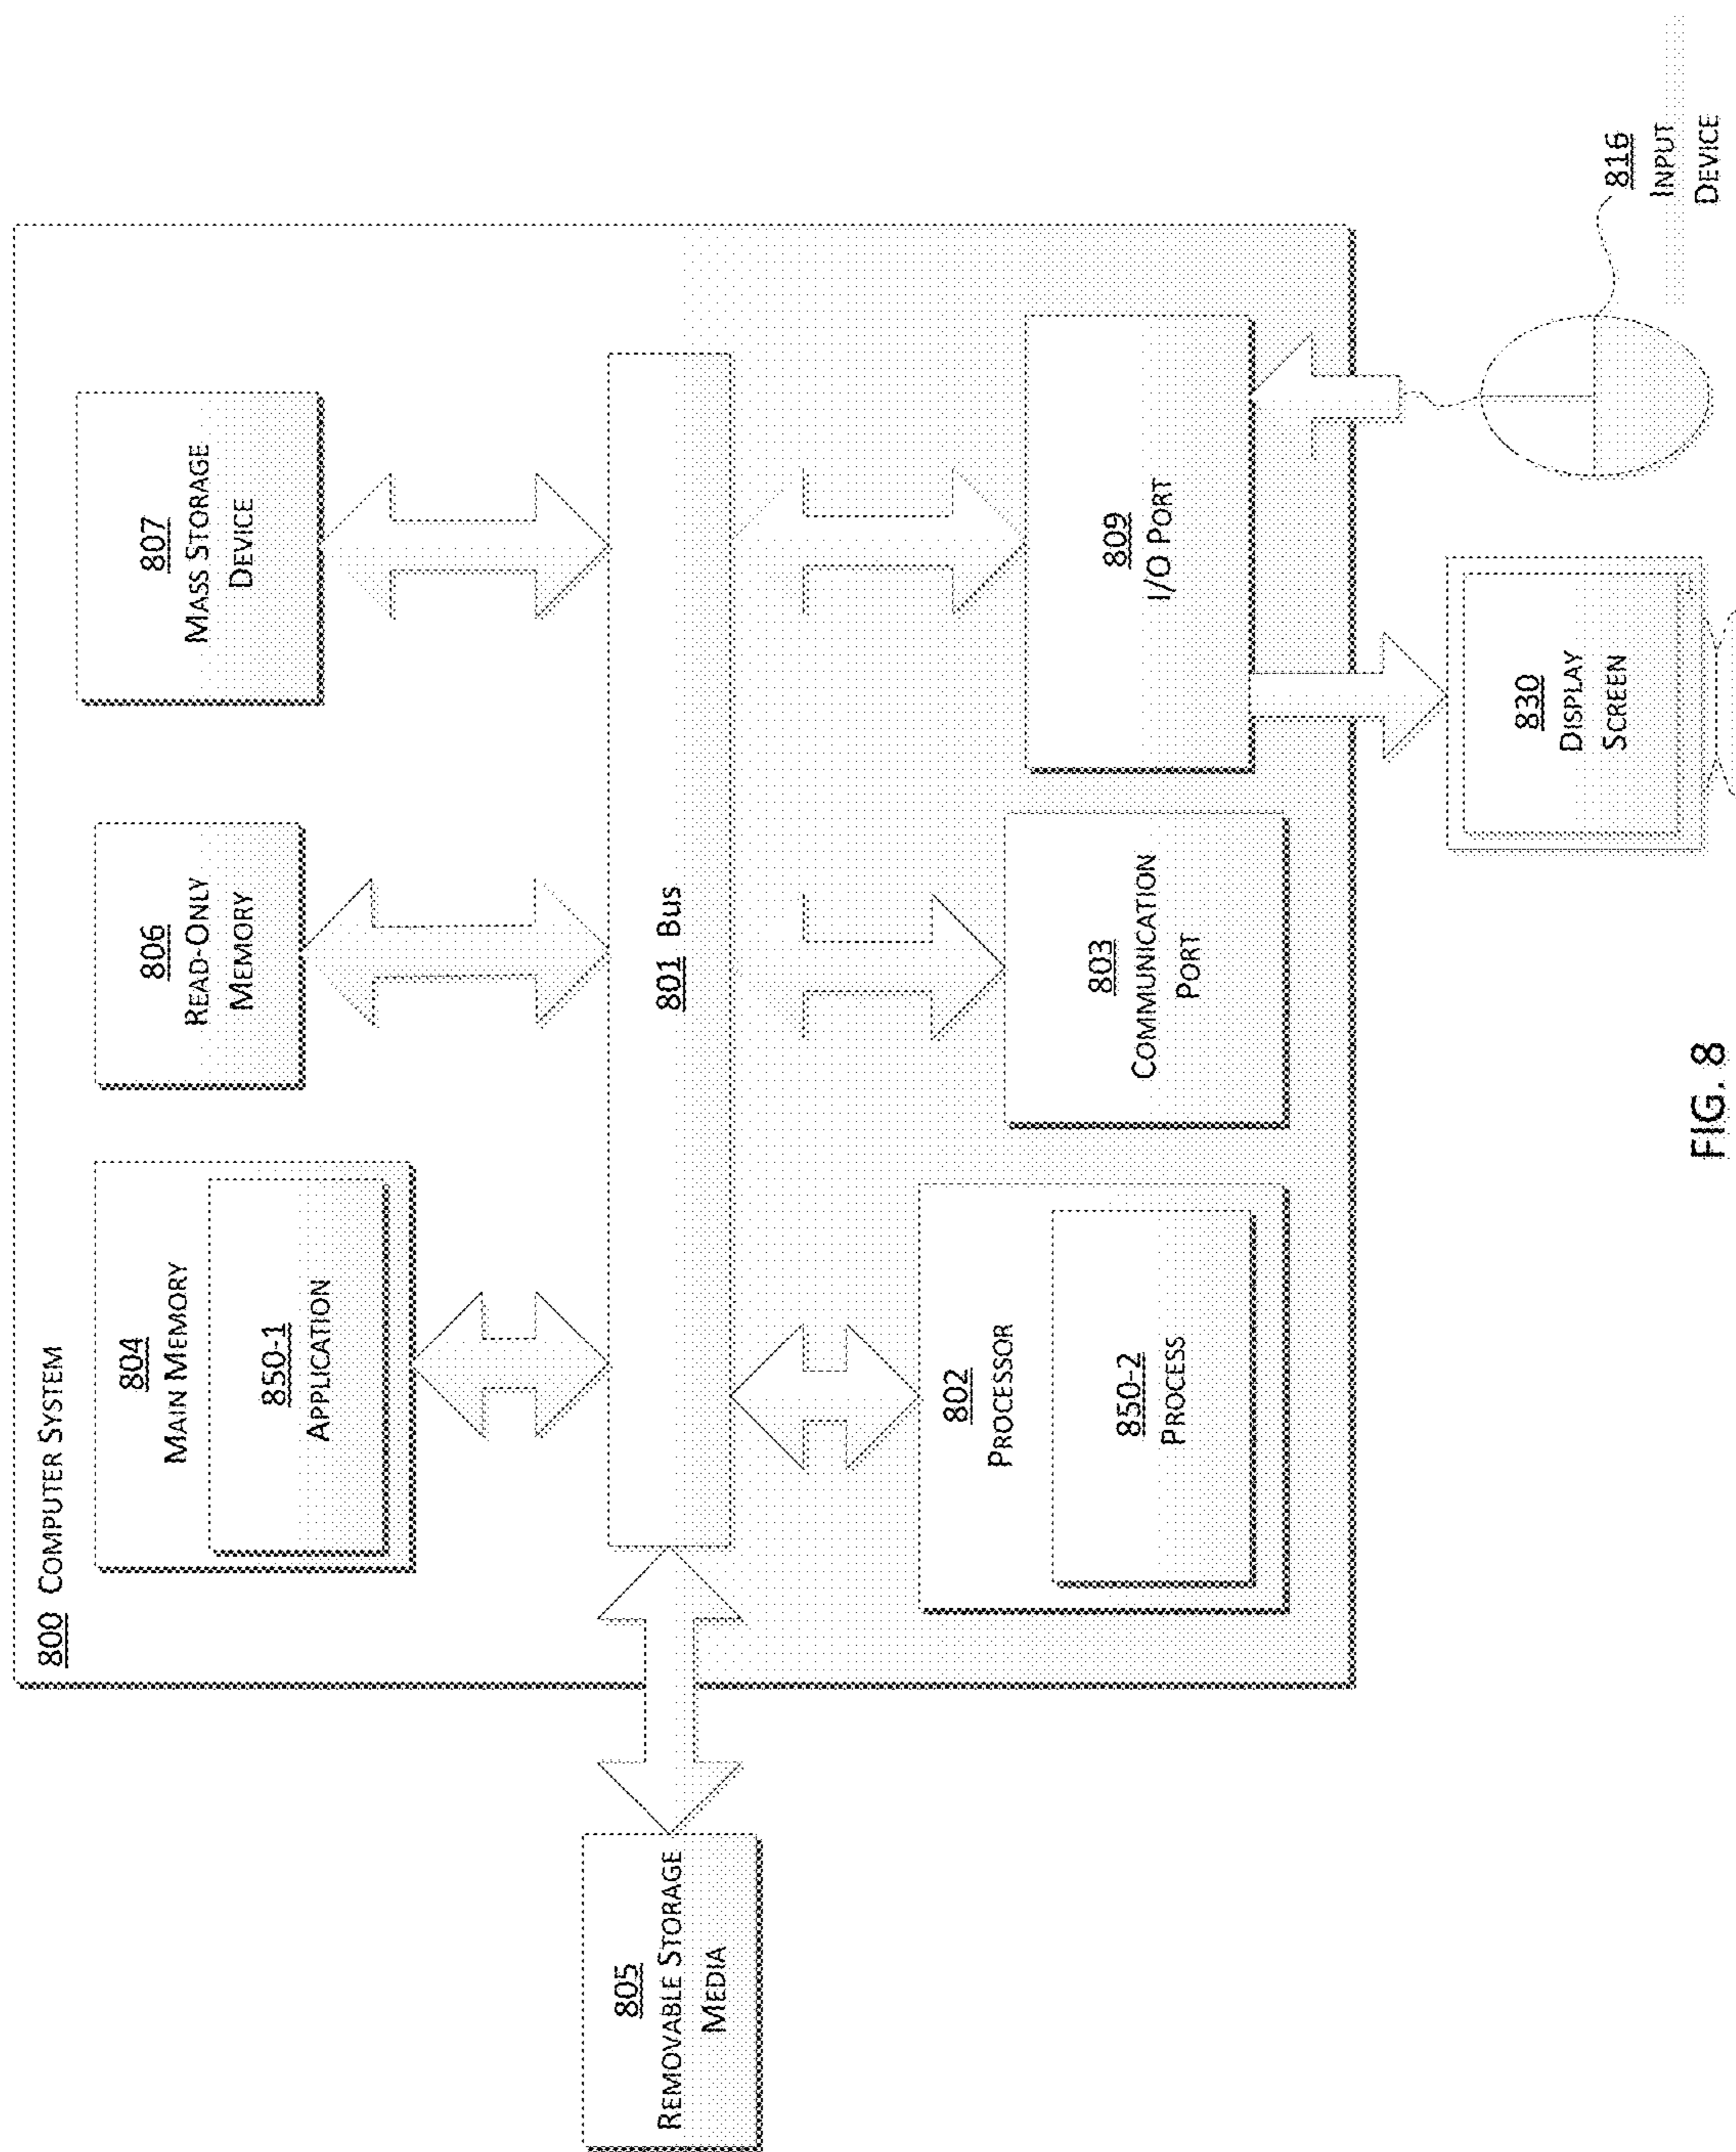 800 COMPUTER SYSTEM
804
MAIN MEMORY
850-1
APPLICATION
806
READ-ONLY
MEMORY
807
MASS STORAGE
DEVICE
805
REMOVABLE STORAGE
MEDIA
801 Bus
802
PROCESSOR
850-2
PROCESS
803
COMMUNICATION
PORT
809
I/O PORT
830
DISPLAY
SCREEN
816
INPUT
DEVICE
FIG. 8